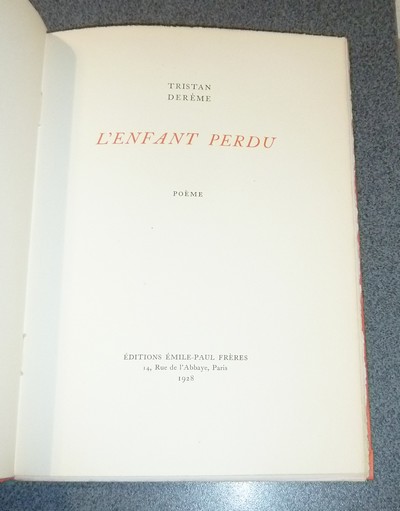 TRISTAN
DERÈME
L'ENFANT PERDU
POÈME
ÉDITIONS ÉMILE-PAUL FRÈRES
14, Rue de l'Abbaye, Paris
1928